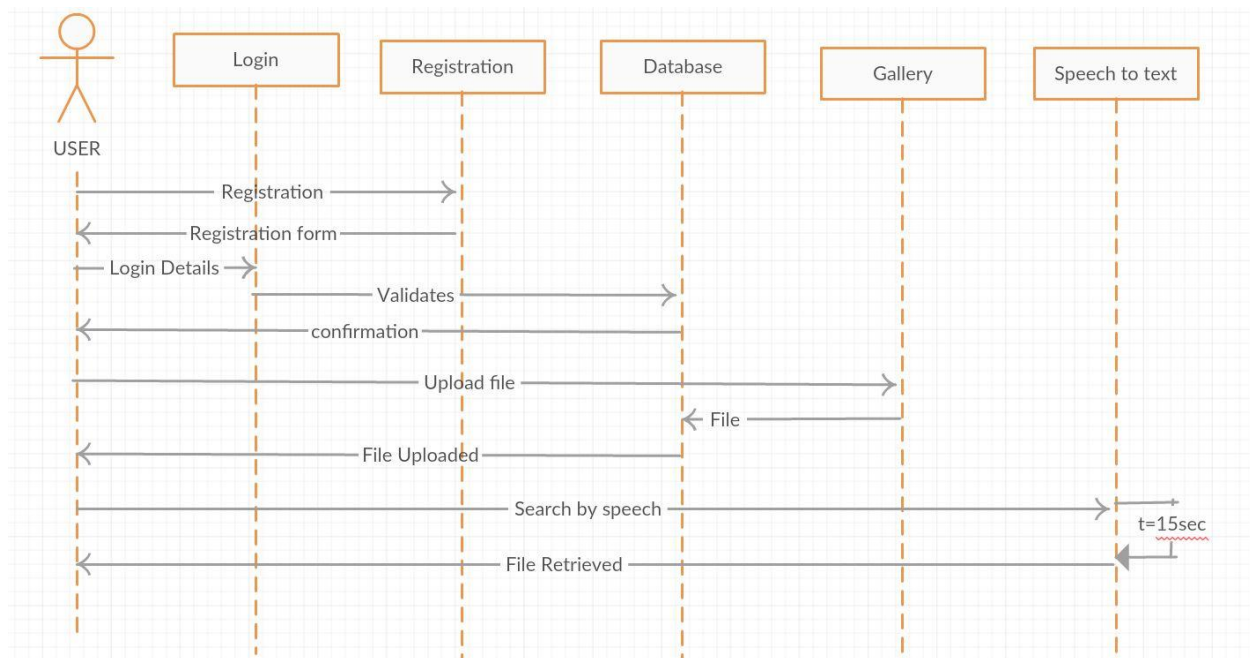 Login
Registration
Database
Gallery
Speech to text
USER
Registration
Registration form
Login Details
Validates
confirmation
Upload file
File
File Uploaded
Search by speech
t=15sec
File Retrieved